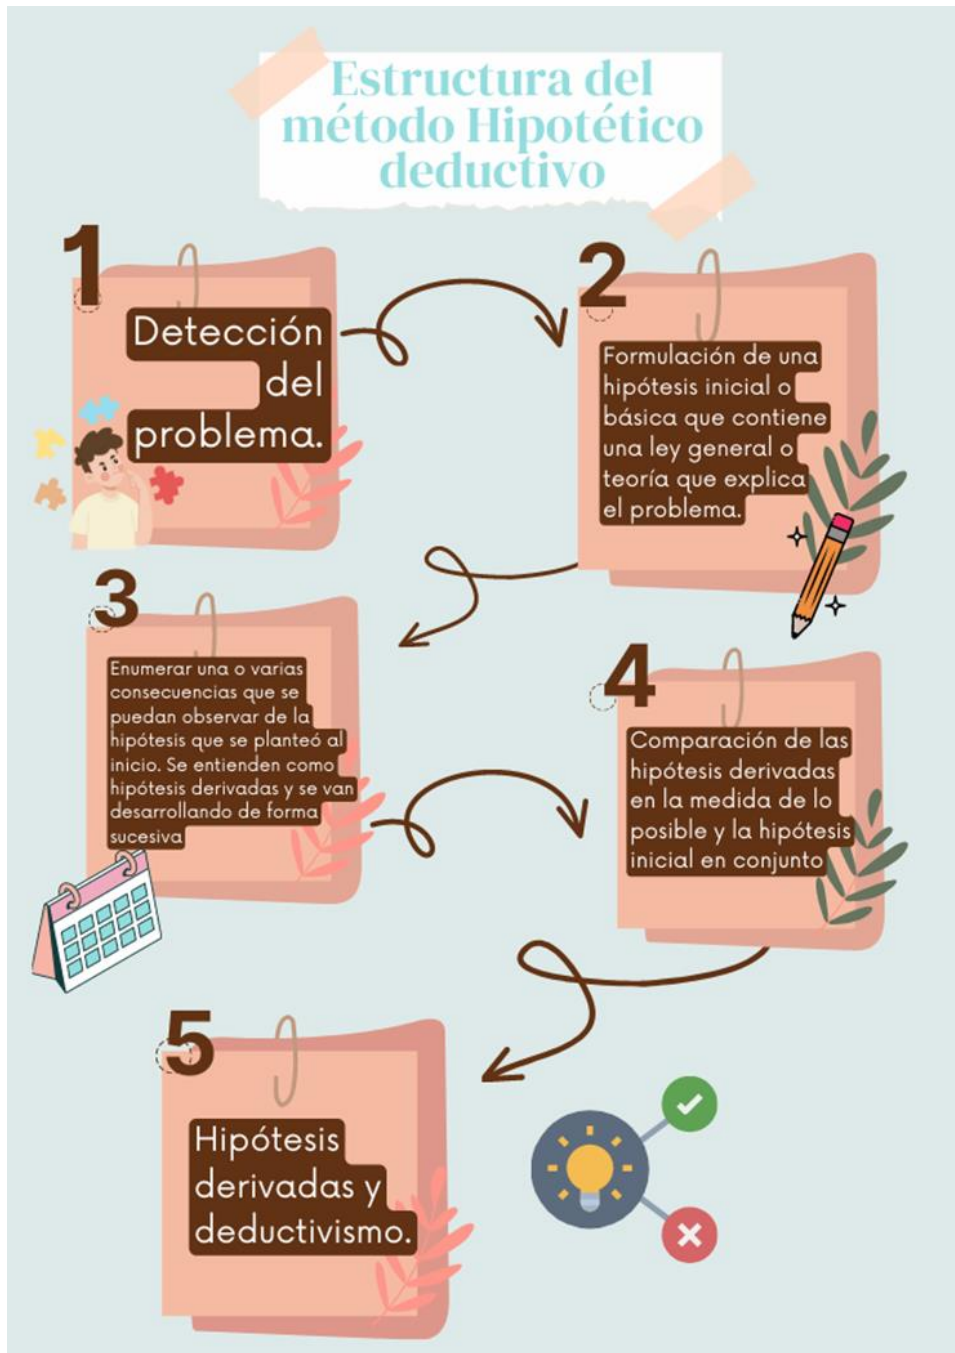 Estructura del
método Hipotético
deductivo
1
Detección
del
problema.
2
Formulación de una
hipótesis inicial o
básica que contiene
una ley general o
teoría que explica
el problema.
3
Enumerar una o varias
consecuencias que se
puedan observar de la
hipótesis que se planteó al
inicio. Se entienden como
hipótesis derivadas y se van
desarrollando de forma
sucesiva
4
Comparación de las
hipótesis derivadas
en la medida de lo
posible y la hipótesis
inicial en conjunto
5
Hipótesis
derivadas y
deductivismo.